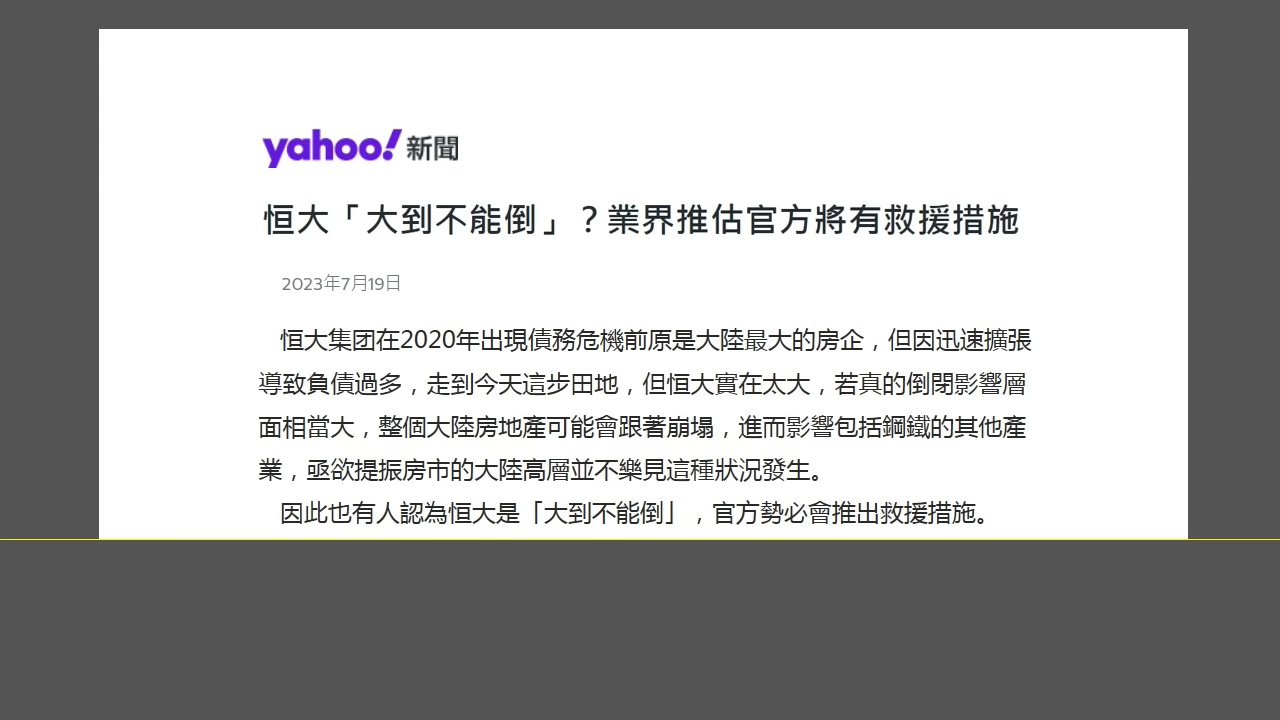 yahoo!新聞
恒大「大到不能倒」？業界推估官方將有救援措施
2023年7月19日
恒大集团在2020年出現債務危機前原是大陸最大的房企，但因迅速擴張
導致負債過多，走到今天這步田地，但恒大實在太大，若真的倒閉影響層
面相當大，整個大陸房地產可能會跟著崩塌，進而影響包括鋼鐵的其他產
業，亟欲提振房市的大陸高層並不樂見這種狀況發生。
因此也有人認為恒大是「大到不能倒」，官方勢必會推出救援措施。